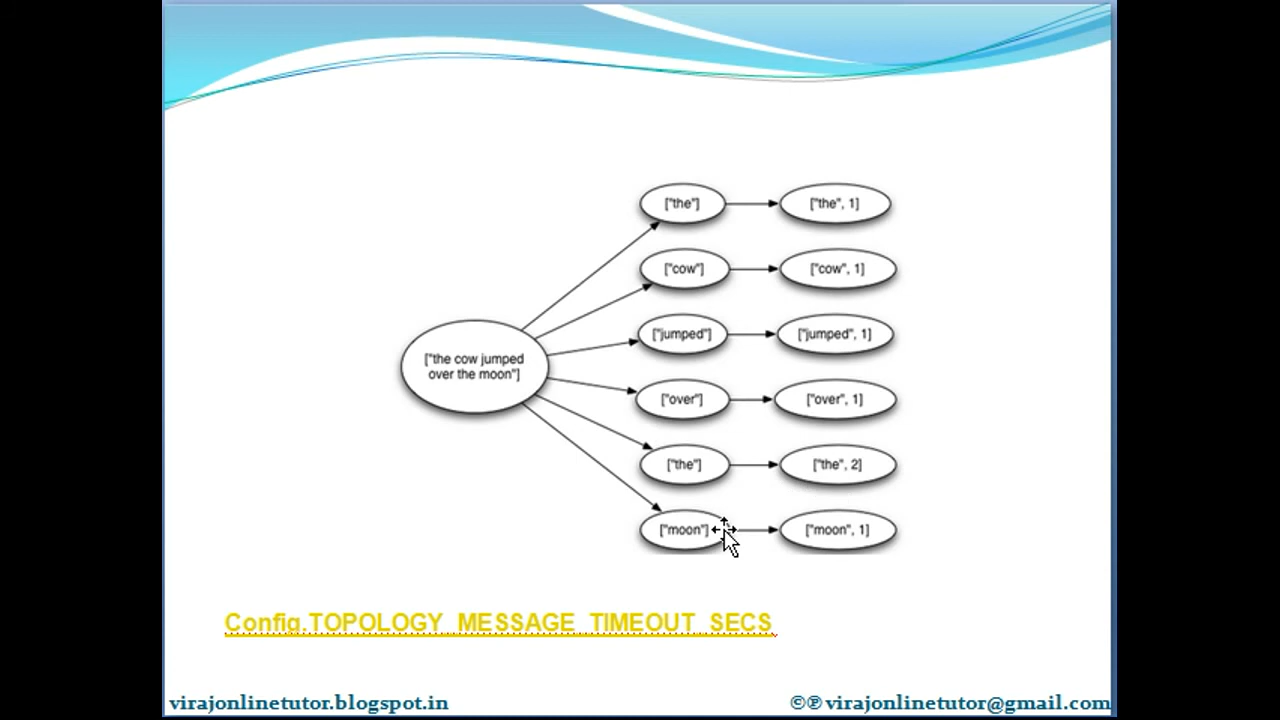 ["the"] ["the", 1]
["cow"] ["cow", 1]
["jumped"] ["jumped", 1]
["the cow jumped
over the moon"]
["over"] ["over", 1]
["the"] ["the", 2]
["moon"] ["moon", 1]
Config.TOPOLOGY_MESSAGE_TIMEOUT_SECS
virajonlinetutor.blogspot.in ©℗virajonlinetutor@gmail.com